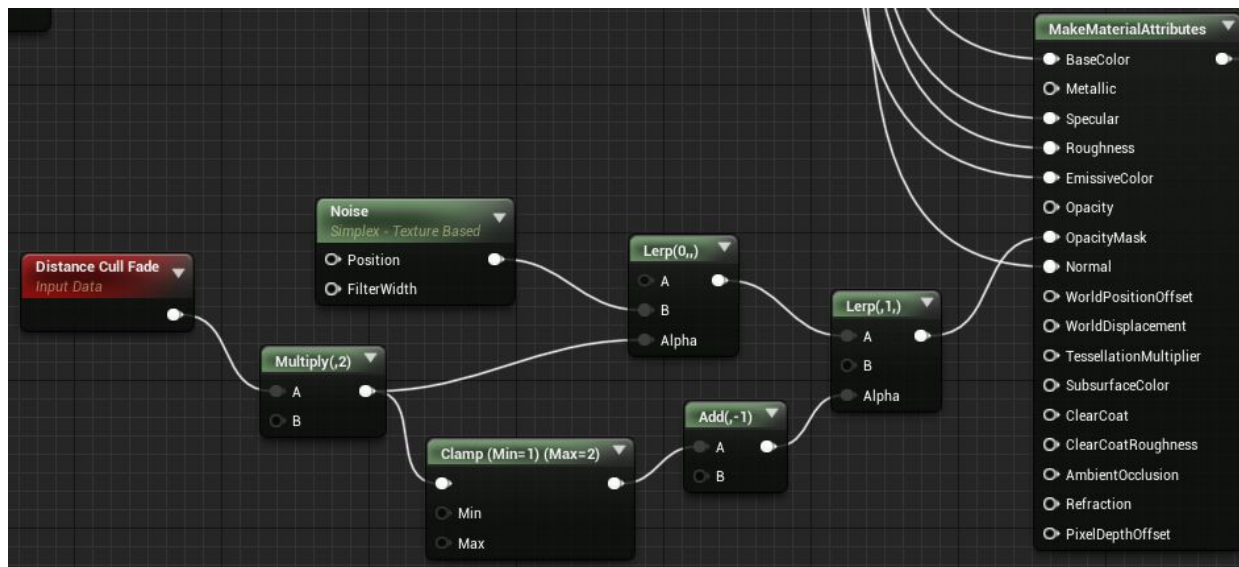 MakeMaterialAttributes
BaseColor
Metallic
Specular
Roughness
EmissiveColor
Opacity
OpacityMask
Normal
WorldPositionOffset
WorldDisplacement
TessellationMultiplier
SubsurfaceColor
ClearCoat
ClearCoatRoughness
AmbientOcclusion
Refraction
PixelDepthOffset
Noise
Simplex - Texture Based
Position
FilterWidth
Distance Cull Fade
Input Data
Lerp(0,,)
A
B
Alpha
Lerp(,1,)
A
B
Alpha
Multiply(,2)
A
B
Add(,-1)
A
B
Clamp (Min=1) (Max=2)
Min
Max